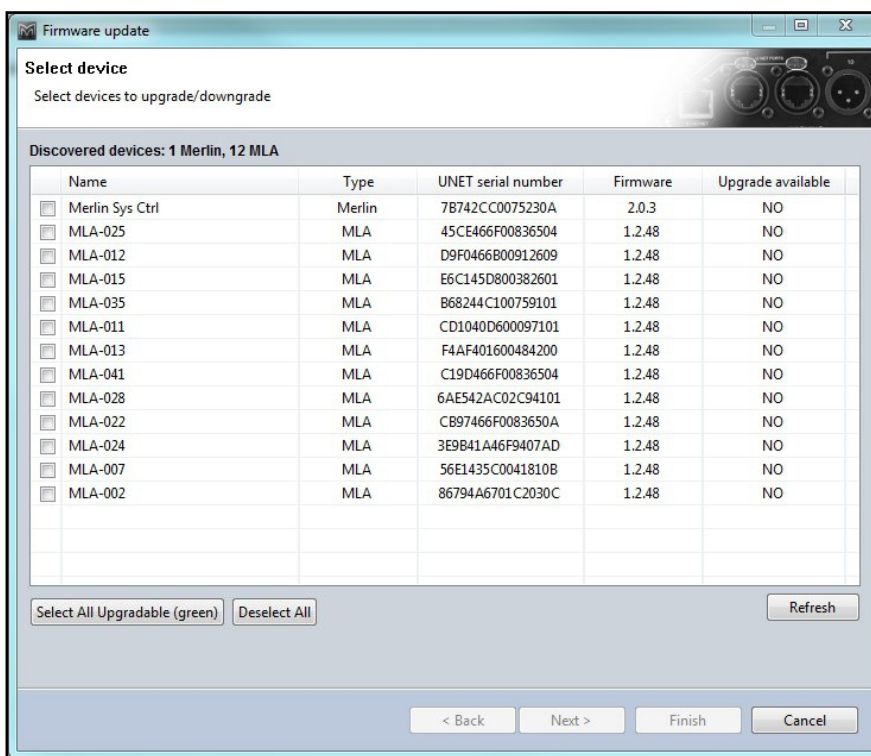 Firmware update
Select device
Select devices to upgrade/downgrade
Discovered devices: 1 Merlin, 12 MLA
Name Type UNET serial number Firmware Upgrade available
Merlin Sys Ctrl Merlin 7B742CC0075230A 2.0.3 NO
MLA-025 MLA 45CE466F00836504 1.2.48 NO
MLA-012 MLA D9F0466B00912609 1.2.48 NO
MLA-015 MLA E6C145D800382601 1.2.48 NO
MLA-035 MLA B68244C100759101 1.2.48 NO
MLA-011 MLA CD1040D600097101 1.2.48 NO
MLA-013 MLA F4AF401600484200 1.2.48 NO
MLA-041 MLA C19D466F00836504 1.2.48 NO
MLA-028 MLA 6AE542AC02C94101 1.2.48 NO
MLA-022 MLA CB97466F0083650A 1.2.48 NO
MLA-024 MLA 3E9B41A46F9407AD 1.2.48 NO
MLA-007 MLA 56E1435C0041810B 1.2.48 NO
MLA-002 MLA 86794A6701C2030C 1.2.48 NO
Select All Upgradable (green) Deselect All Refresh
< Back Next > Finish Cancel